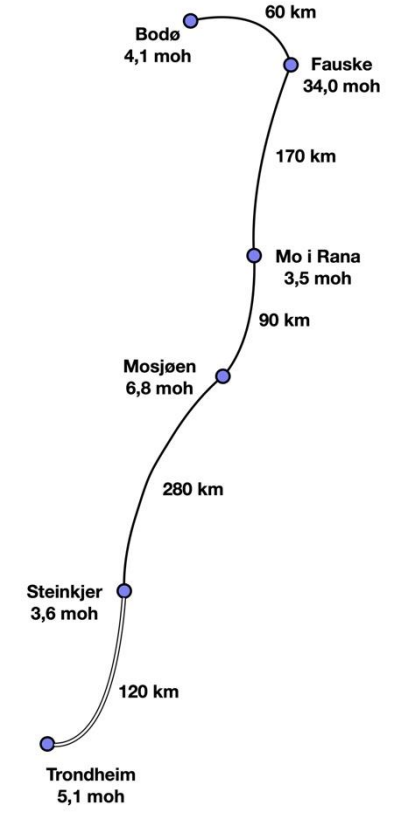 60 km
Bodø
4,1 moh
Fauske
34,0 moh
170 km
Mo i Rana
3,5 moh
90 km
Mosjøen
6,8 moh
280 km
Steinkjer
3,6 moh
120 km
Trondheim
5,1 moh